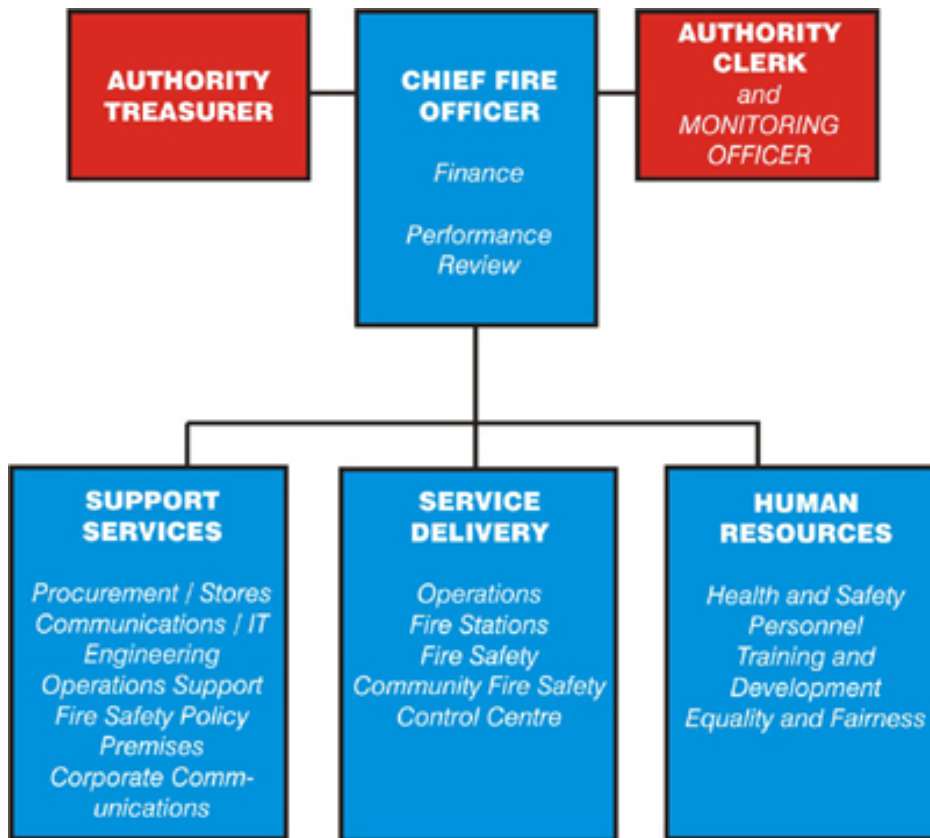 AUTHORITY
TREASURER
CHIEF FIRE
OFFICER
Finance
Performance
Review
AUTHORITY
CLERK
and
MONITORING
OFFICER
SUPPORT
SERVICES
Procurement / Stores
Communications / IT
Engineering
Operations Support
Fire Safety Policy
Premises
Corporate Comm-
unications
SERVICE
DELIVERY
Operations
Fire Stations
Fire Safety
Community Fire Safety
Control Centre
HUMAN
RESOURCES
Health and Safety
Personnel
Training and
Development
Equality and Fairness